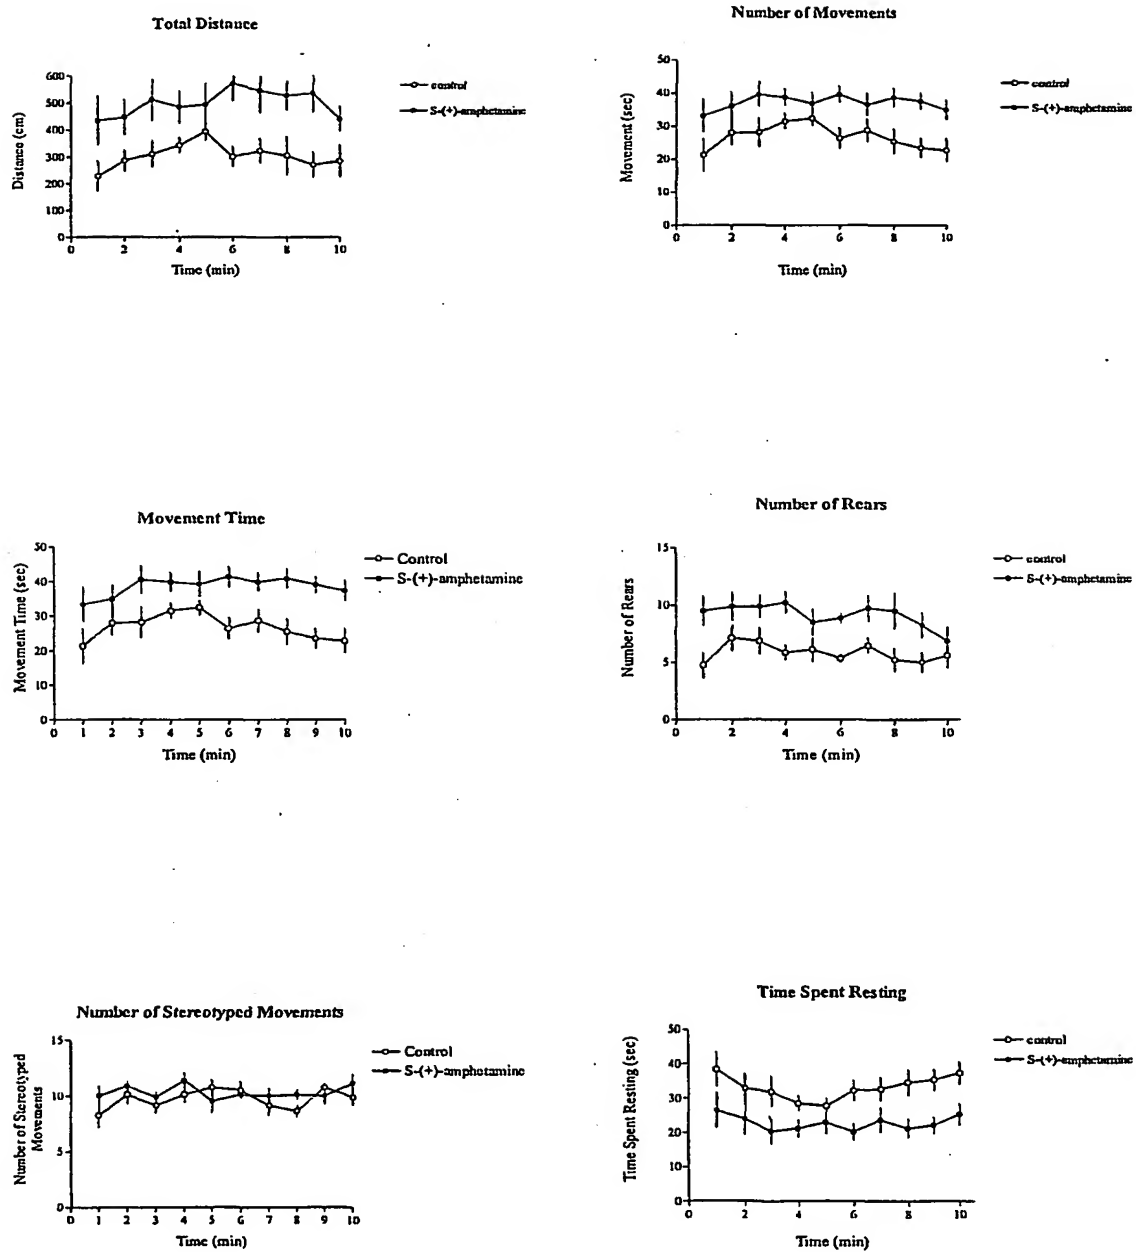 Total Distance
Distance (cm)
600
500
400
300
200
100
0
0 2 4 6 8 10
Time (min)
control
S-(+)-amphetamine
Number of Movements
Movement (sec)
50
40
30
20
10
0
0 2 4 6 8 10
Time (min)
control
S-(+)-amphetamine
Movement Time
Movement Time (sec)
50
40
30
20
10
0
0 1 2 3 4 5 6 7 8 9 10
Time (min)
Control
S-(+)-amphetamine
Number of Rears
Number of Rears
15
10
5
0
0 2 4 6 8 10
Time (min)
control
S-(+)-amphetamine
Number of Stereotyped Movements
Number of Stereotyped
Movements
15
10
5
0
0 1 2 3 4 5 6 7 8 9 10
Time (min)
Control
S-(+)-amphetamine
Time Spent Resting
Time Spent Resting (sec)
50
40
30
20
10
0
0 2 4 6 8 10
Time (min)
control
S-(+)-amphetamine